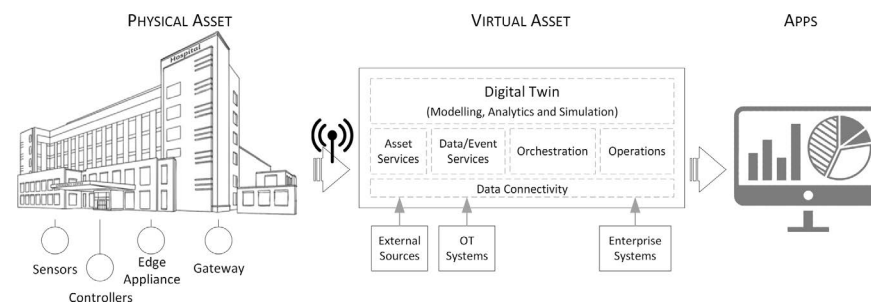 PHYSICAL ASSET
VIRTUAL ASSET
APPS
Hospital
Digital Twin
(Modelling, Analytics and Simulation)
Asset
Services
Data/Event
Services
Orchestration
Operations
Data Connectivity
External
Sources
OT
Systems
Enterprise
Systems
Sensors
Controllers
Edge
Appliance
Gateway